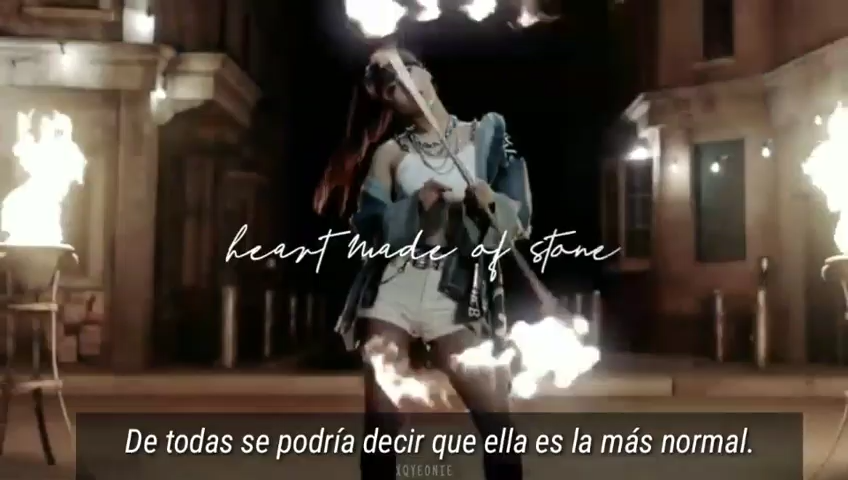 heart made of stone
De todas se podría decir que ella es la más normal.
XQYEONIE